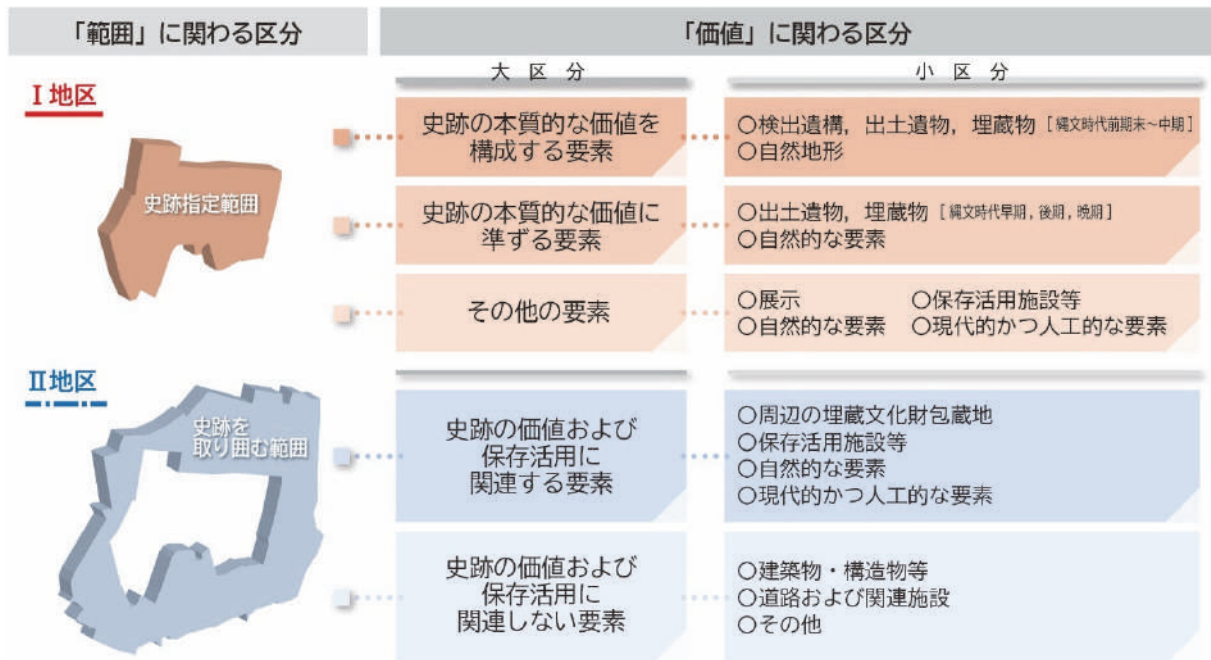 「範囲」に関わる区分
「価値」に関わる区分
大区分
小区分
Ⅰ地区
史跡指定範囲
史跡の本質的な価値を
構成する要素
○検出遺構，出土遺物，埋蔵物［縄文時代前期末～中期］
○自然地形
史跡の本質的な価値に
準ずる要素
○出土遺物，埋蔵物［縄文時代早期，後期，晩期］
○自然的な要素
その他の要素
○展示 ○保存活用施設等
○自然的な要素 ○現代的かつ人工的な要素
Ⅱ地区
史跡を
取り囲む範囲
史跡の価値および
保存活用に
関連する要素
○周辺の埋蔵文化財包蔵地
○保存活用施設等
○自然的な要素
○現代的かつ人工的な要素
史跡の価値および
保存活用に
関連しない要素
○建築物・構造物等
○道路および関連施設
○その他